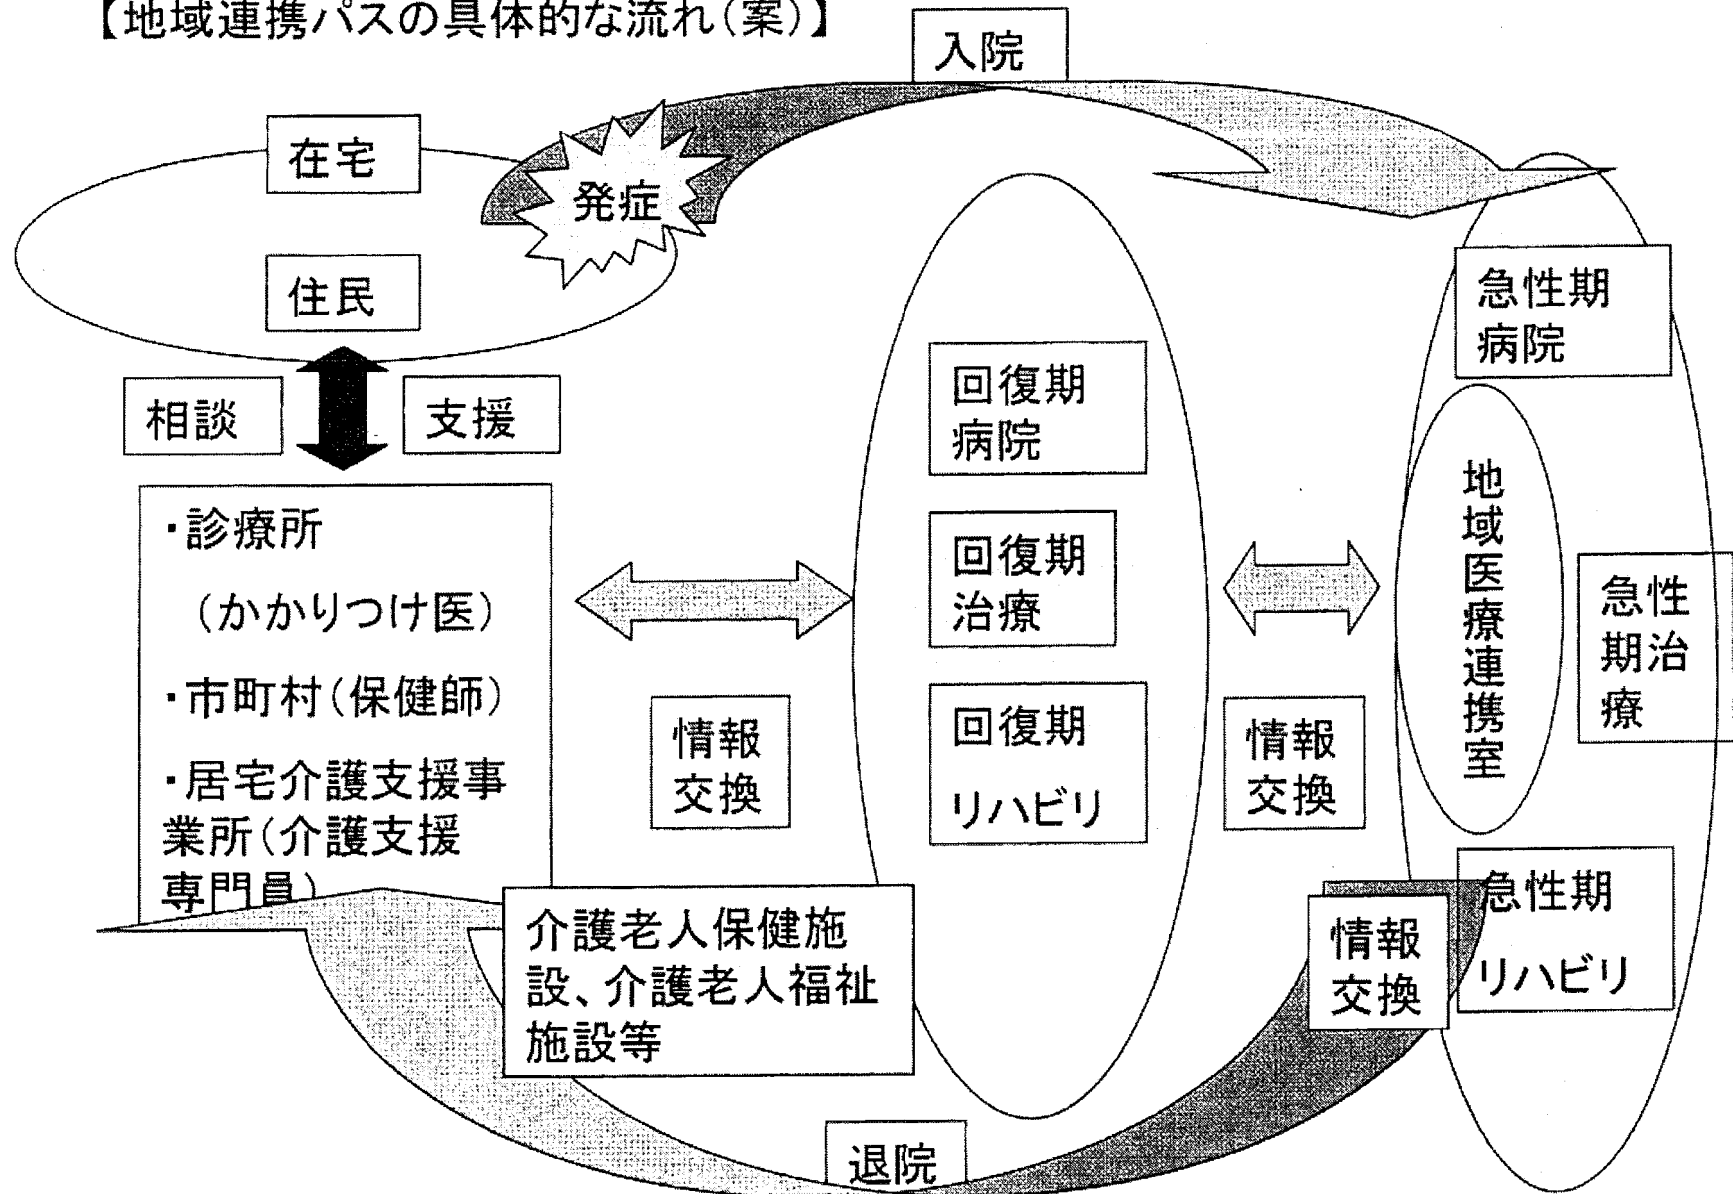 【地域連携パスの具体的な流れ(案)】
入院
在宅
発症
住民
急性期
病院
相談
支援
回復期
病院
・診療所
(かかりつけ医)
・市町村(保健師)
・居宅介護支援事
業所(介護支援
専門員)
回復期
治療
地域医療連携室
急性
期治
療
情報
交換
回復期
リハビリ
情報
交換
介護老人保健施
設、介護老人福祉
施設等
情報
交換
急性期
リハビリ
退院